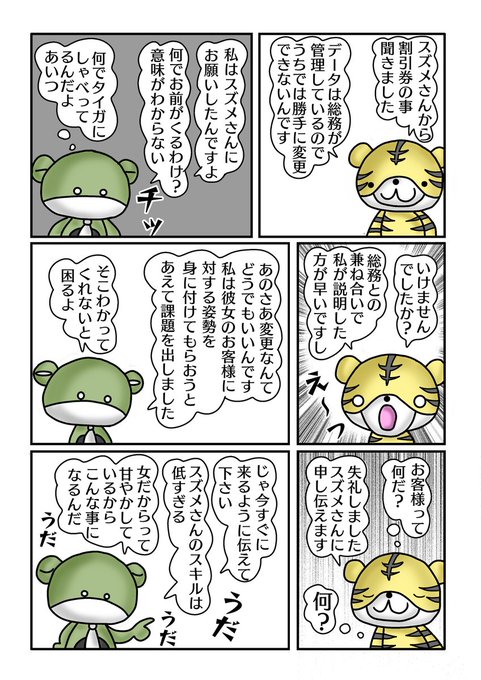 スズメさんから
割引券の事
聞きました
データは総務が
管理しているので
うちでは勝手に変更
できないんです
私はスズメさんに
お願いしたんですよ
何でお前がくるわけ？
意味がわからない
何でタイガに
しゃべって
るんだよ
あいつ
チッ
いけません
でしたか？
総務との
兼ね合いで
私が説明した
方が早いですし
え〜っ
あのさあ変更なんて
どうでもいいんです
私は彼女のお客様に
対する姿勢を
身に付けてもらおうと
あえて課題を出しました
そこわかって
くれないと
困るよ
お客様って
何だ？
失礼しました
スズメさんに
申し伝えます
何？
じゃ今すぐに
来るように伝えて
下さい
スズメさんのスキルは
低すぎる
女だからって
甘やかして
いるから
こんな事に
なるんだ
うだ
うだ
うだ